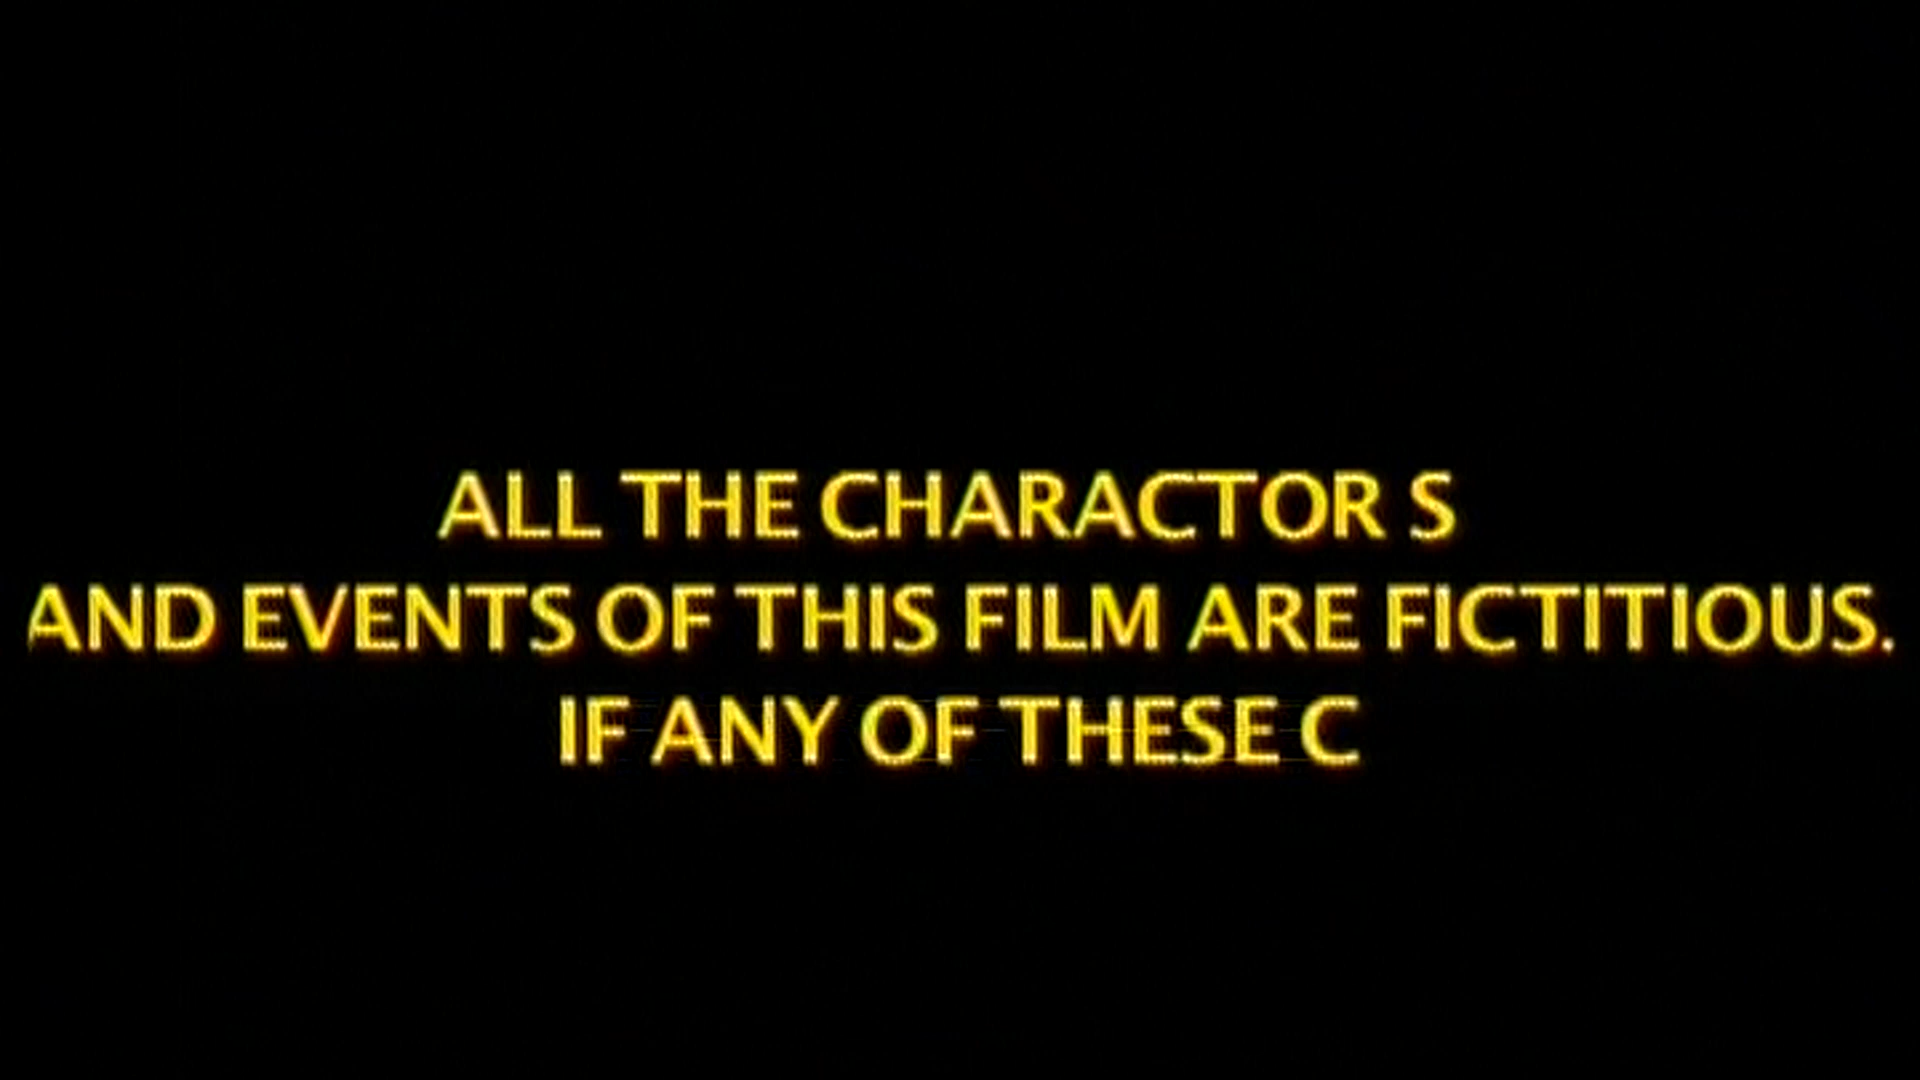 ALL THE CHARACTOR S
AND EVENTS OF THIS FILM ARE FICTITIOUS.
IF ANY OF THESE C